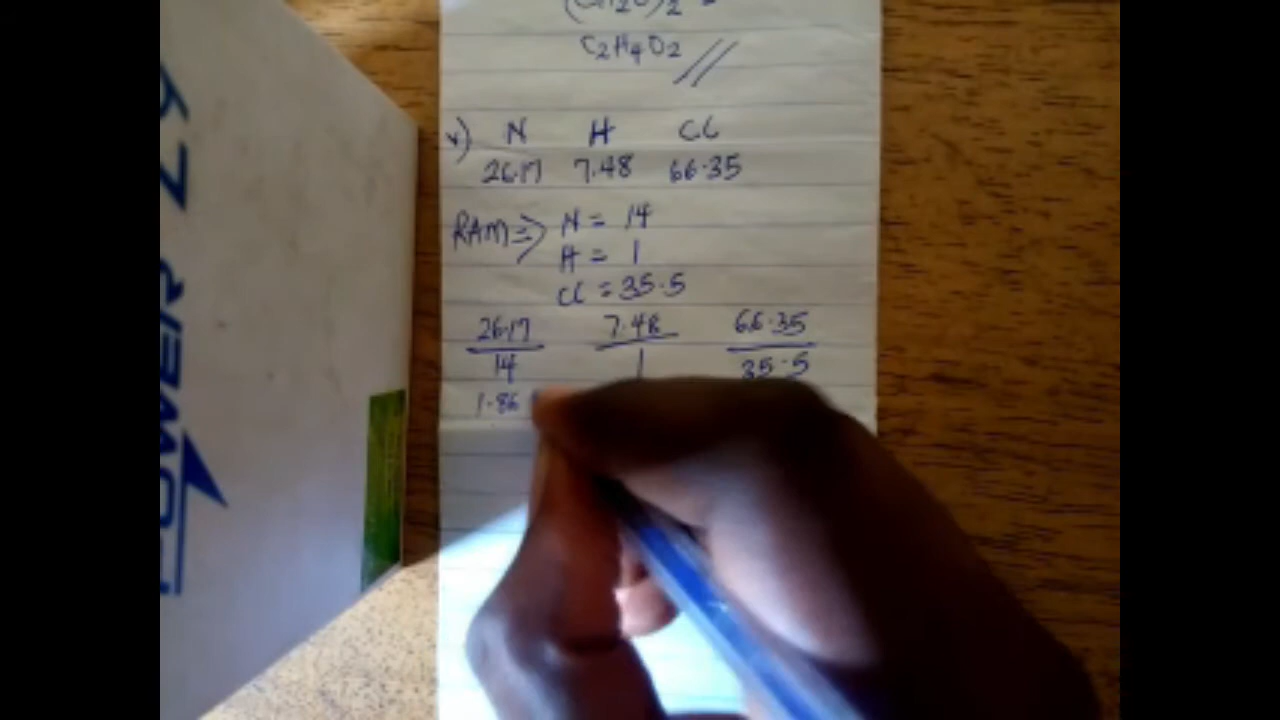 C2H4O2
v) N H Cl
26.17 7.48 66.35
RAM => N = 14
H = 1
Cl = 35.5
26.17 7.48 66.35
14 1 35.5
1.86
POWER